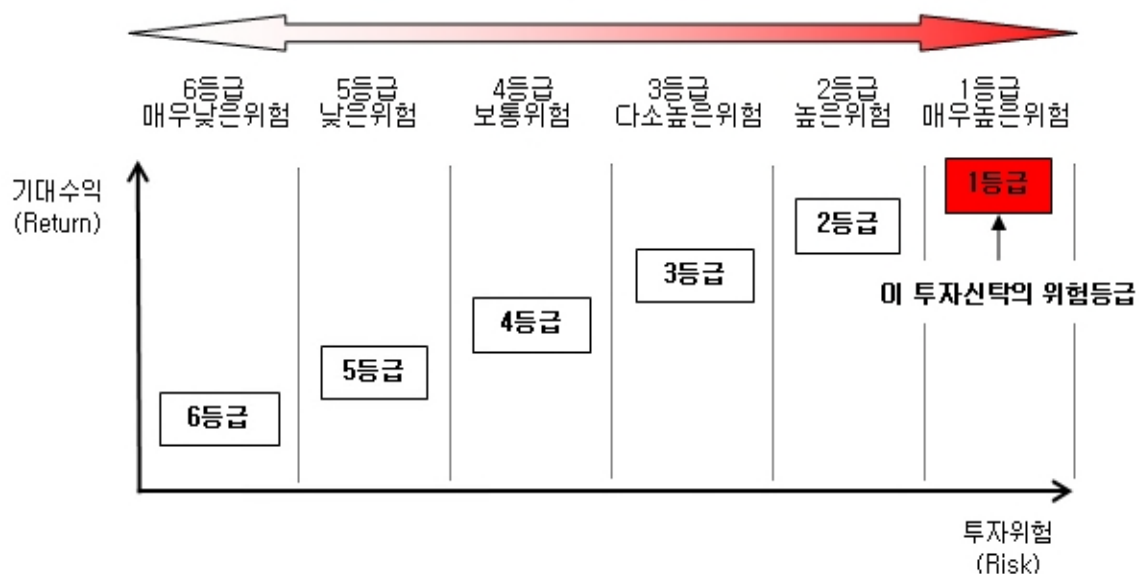 6등급
매우낮은위험
5등급
낮은위험
4등급
보통위험
3등급
다소높은위험
2등급
높은위험
1등급
매우높은위험
기대수익
(Return)
1등급
2등급
3등급
이 투자신탁의 위험등급
4등급
5등급
6등급
투자위험
(Risk)